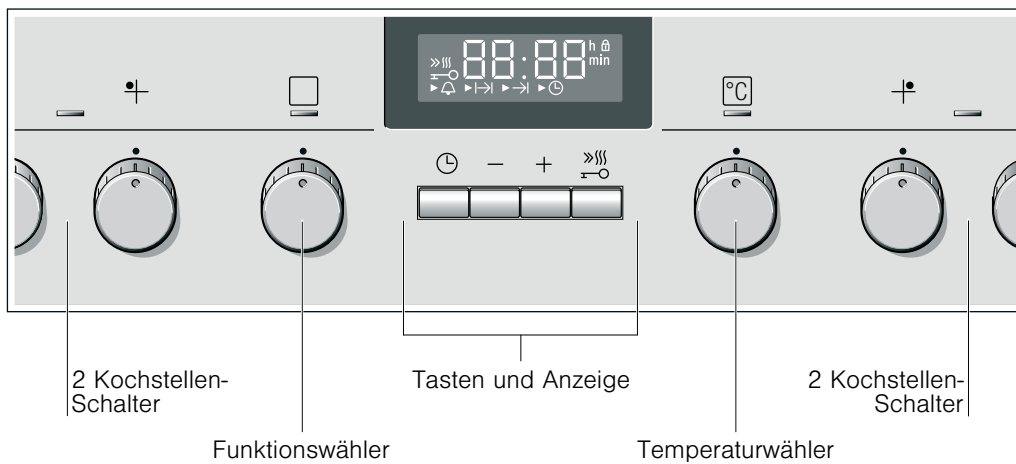 88:88 h min
°C
− +
2 Kochstellen-
Schalter
Tasten und Anzeige
2 Kochstellen-
Schalter
Funktionswähler
Temperaturwähler